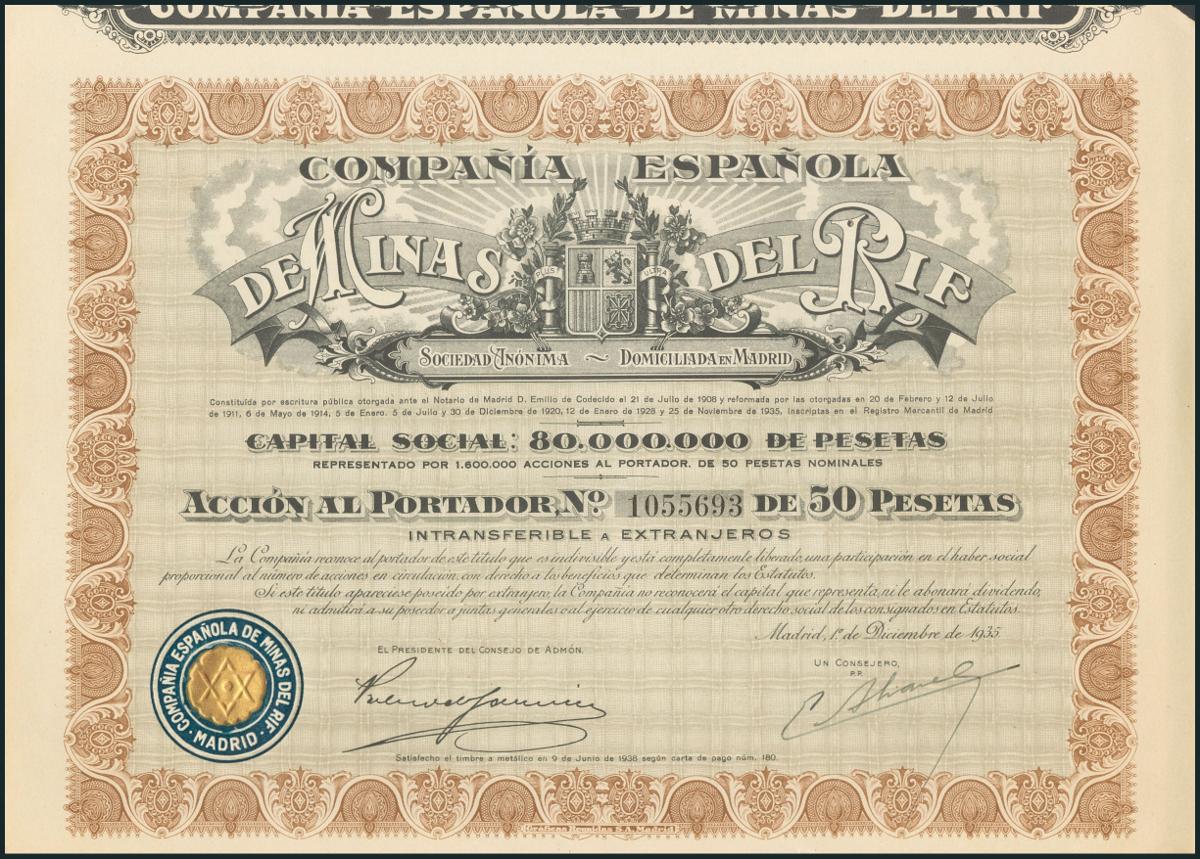 COMPAÑÍA ESPAÑOLA DE MINAS DEL RIF
COMPAÑÍA ESPAÑOLA
DE MINAS DEL RIF
PLUS ULTRA
SOCIEDAD ANÓNIMA ~ DOMICILIADA EN MADRID
Constituída por escritura pública otorgada ante el Notario de Madrid D. Emilio de Codecido el 21 de Julio de 1908 y reformada por las otorgadas en 20 de Febrero y 12 de Julio
de 1911, 6 de Mayo de 1914, 5 de Enero. 5 de Julio y 30 de Diciembre de 1920, 12 de Enero de 1928 y 25 de Noviembre de 1935, Inscriptas en el Registro Mercantil de Madrid
CAPITAL SOCIAL: 80.000.000 DE PESETAS
REPRESENTADO POR 1.600.000 ACCIONES AL PORTADOR, DE 50 PESETAS NOMINALES
ACCIÓN AL PORTADOR, Nº 1055693 DE 50 PESETAS
INTRANSFERIBLE A EXTRANJEROS
La Compañía reconoce al portador de este título que es indivisible y está completamente liberado, una participación en el haber social
proporcional al número de acciones en circulación, con derecho a los beneficios que determinan los Estatutos.
Si este título apareciese poseido por extranjero, la Compañía no reconocerá el capital que representa, ni le abonará dividendo,
ni admitirá a su poseedor a juntas generales o al ejercicio de cualquier otro derecho social de los consignados en Estatutos.
Madrid, 1º de Diciembre de 1935.
EL PRESIDENTE DEL CONSEJO DE ADMÓN.
UN CONSEJERO,
P.P.
COMPAÑIA ESPAÑOLA DE MINAS DEL RIF · MADRID ·
Satisfecho el timbre a metálico en 9 de Junio de 1936 según carta de pago núm. 180.
Gráficas Reunidas S.A. Madrid